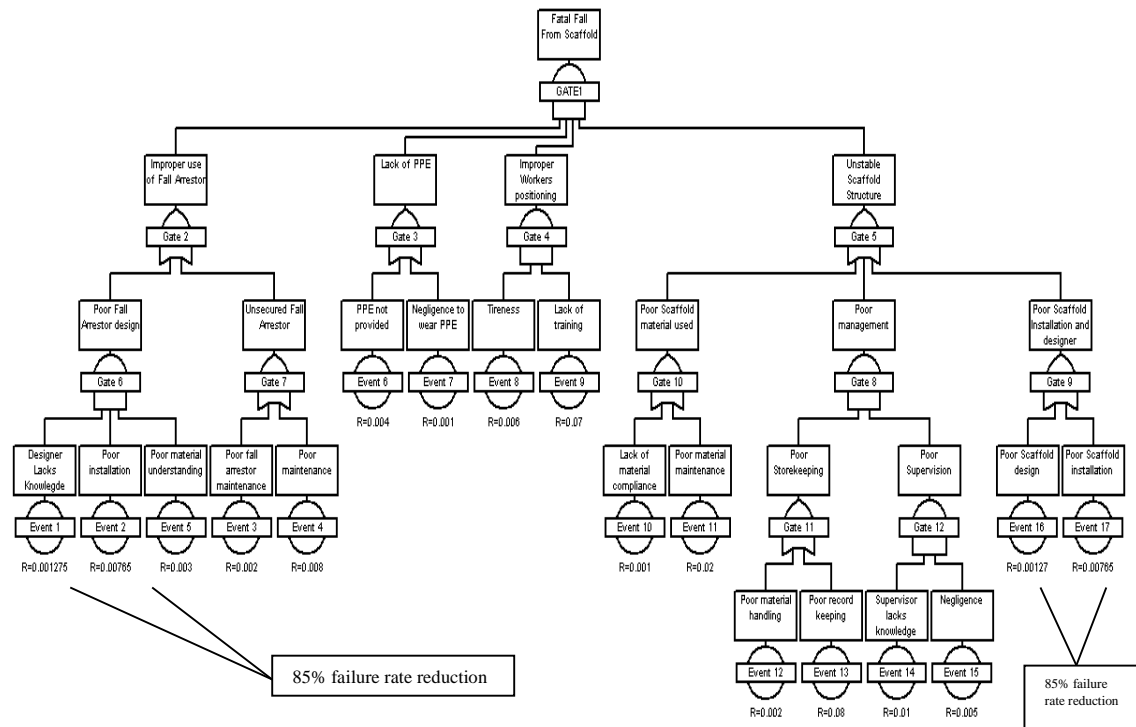 Fatal Fall
From Scaffold
GATE1
Improper use
of Fall Arrestor
Lack of PPE
Improper
Workers
positioning
Unstable
Scaffold
Structure
Gate 2
Gate 3
Gate 4
Gate 5
Poor Fall
Arrestor design
Unsecured Fall
Arrestor
PPE not
provided
Negligence to
wear PPE
Tireness
Lack of
training
Poor Scaffold
material used
Poor
management
Poor Scaffold
Installation and
designer
Gate 6
Gate 7
Event 6
Event 7
Event 8
Event 9
Gate 10
Gate 8
Gate 9
R=0.004
R=0.001
R=0.006
R=0.07
Designer
Lacks
Knowlegde
Poor
installation
Poor material
understanding
Poor fall
arrestor
maintenance
Poor
maintenance
Lack of
material
compliance
Poor material
maintenance
Poor
Storekeeping
Poor
Supervision
Poor Scaffold
design
Poor Scaffold
installation
Event 1
Event 2
Event 5
Event 3
Event 4
Event 10
Event 11
Gate 11
Gate 12
Event 16
Event 17
R=0.001275
R=0.00765
R=0.003
R=0.002
R=0.008
R=0.001
R=0.02
R=0.00127
R=0.00765
Poor material
handling
Poor record
keeping
Supervisor
lacks
knowledge
Negligence
Event 12
Event 13
Event 14
Event 15
R=0.002
R=0.08
R=0.01
R=0.005
85% failure rate reduction
85% failure
rate reduction